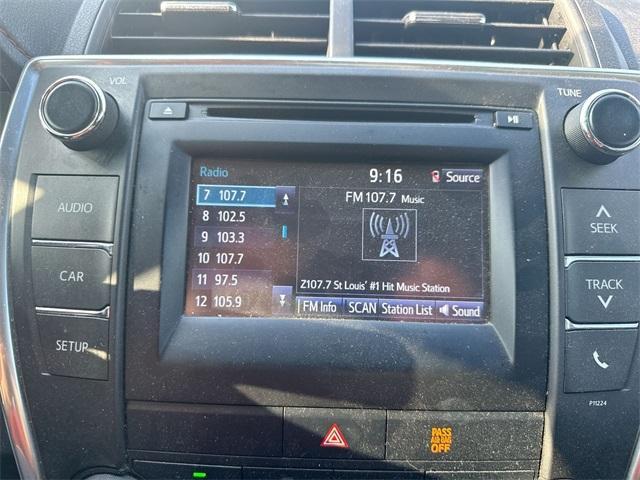 VOL
TUNE
Radio
9:16
Source
7 107.7
8 102.5
9 103.3
10 107.7
11 97.5
12 105.9
FM 107.7 Music
Z107.7 St Louis' #1 Hit Music Station
FM Info
SCAN
Station List
Sound
AUDIO
CAR
SETUP
SEEK
TRACK
P11224
PASS
AIR BAG
OFF